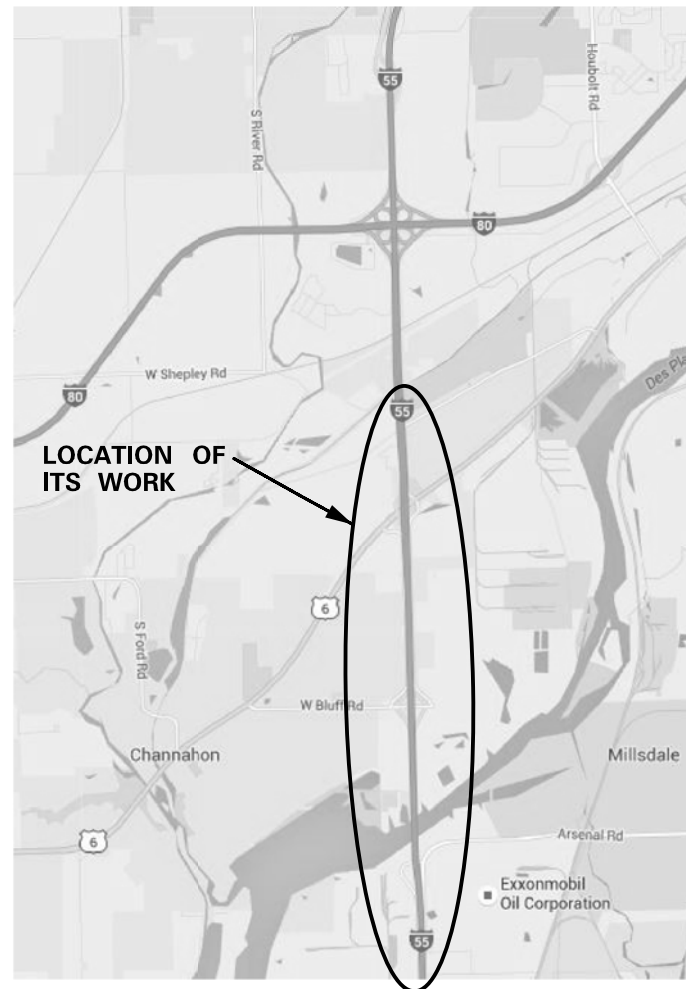 55
Houbolt Rd
S River Rd
80
W Shepley Rd
80
Des Pla
55
LOCATION OF
ITS WORK
6
S Ford Rd
W Bluff Rd
Channahon
Millsdale
6
Arsenal Rd
Exxonmobil
Oil Corporation
55